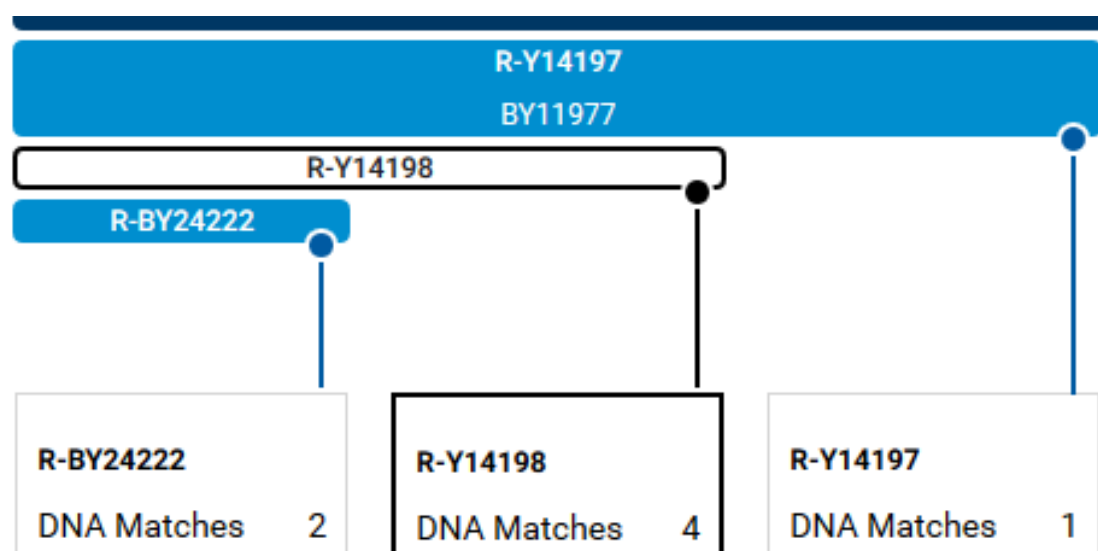 R-Y14197
BY11977
R-Y14198
R-BY24222
R-BY24222
DNA Matches 2
R-Y14198
DNA Matches 4
R-Y14197
DNA Matches 1